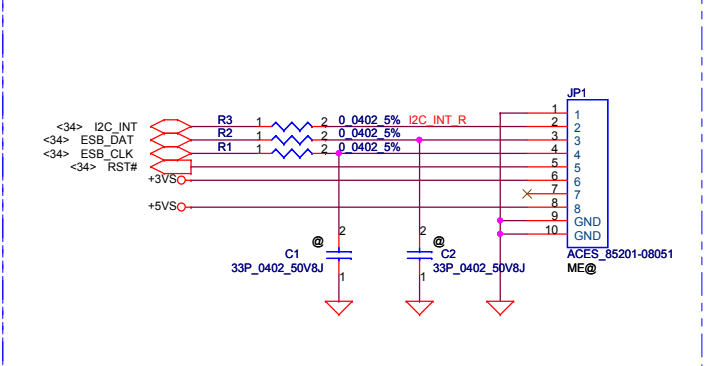 JP1
1 1
<34> I2C_INT R3 1 2 0_0402_5% I2C_INT_R 2 2
<34> ESB_DAT R2 1 2 0_0402_5% 3 3
<34> ESB_CLK R1 1 2 0_0402_5% 4 4
<34> RST# 5 5
+3VS 6 6
7 7
+5VS 8 8
9 GND
10 GND
2 2
@ @
C1 C2 ACES_85201-08051
33P_0402_50V8J 33P_0402_50V8J ME@
1 1